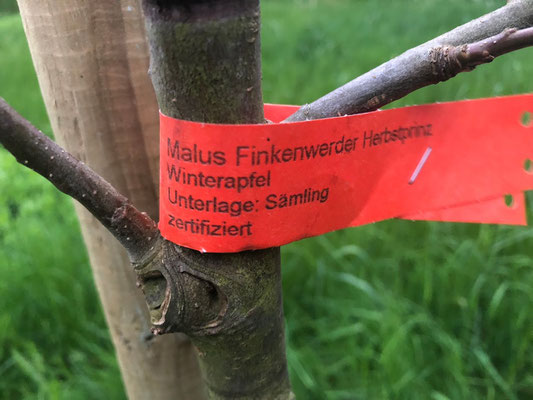 Malus Finkenwerder Herbstprinz
Winterapfel
Unterlage: Sämling
zertifiziert